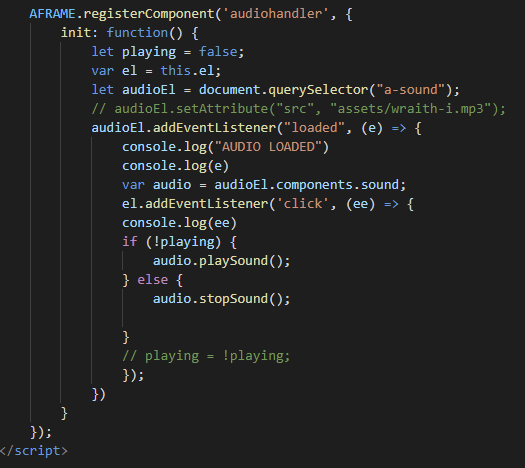 AFRAME.registerComponent('audiohandler', {
init: function() {
let playing = false;
var el = this.el;
let audioEl = document.querySelector("a-sound");
// audioEl.setAttribute("src", "assets/wraith-i.mp3");
audioEl.addEventListener("loaded", (e) => {
console.log("AUDIO LOADED")
console.log(e)
var audio = audioEl.components.sound;
el.addEventListener('click', (ee) => {
console.log(ee)
if (!playing) {
audio.playSound();
} else {
audio.stopSound();
}
// playing = !playing;
});
})
}
});
</script>